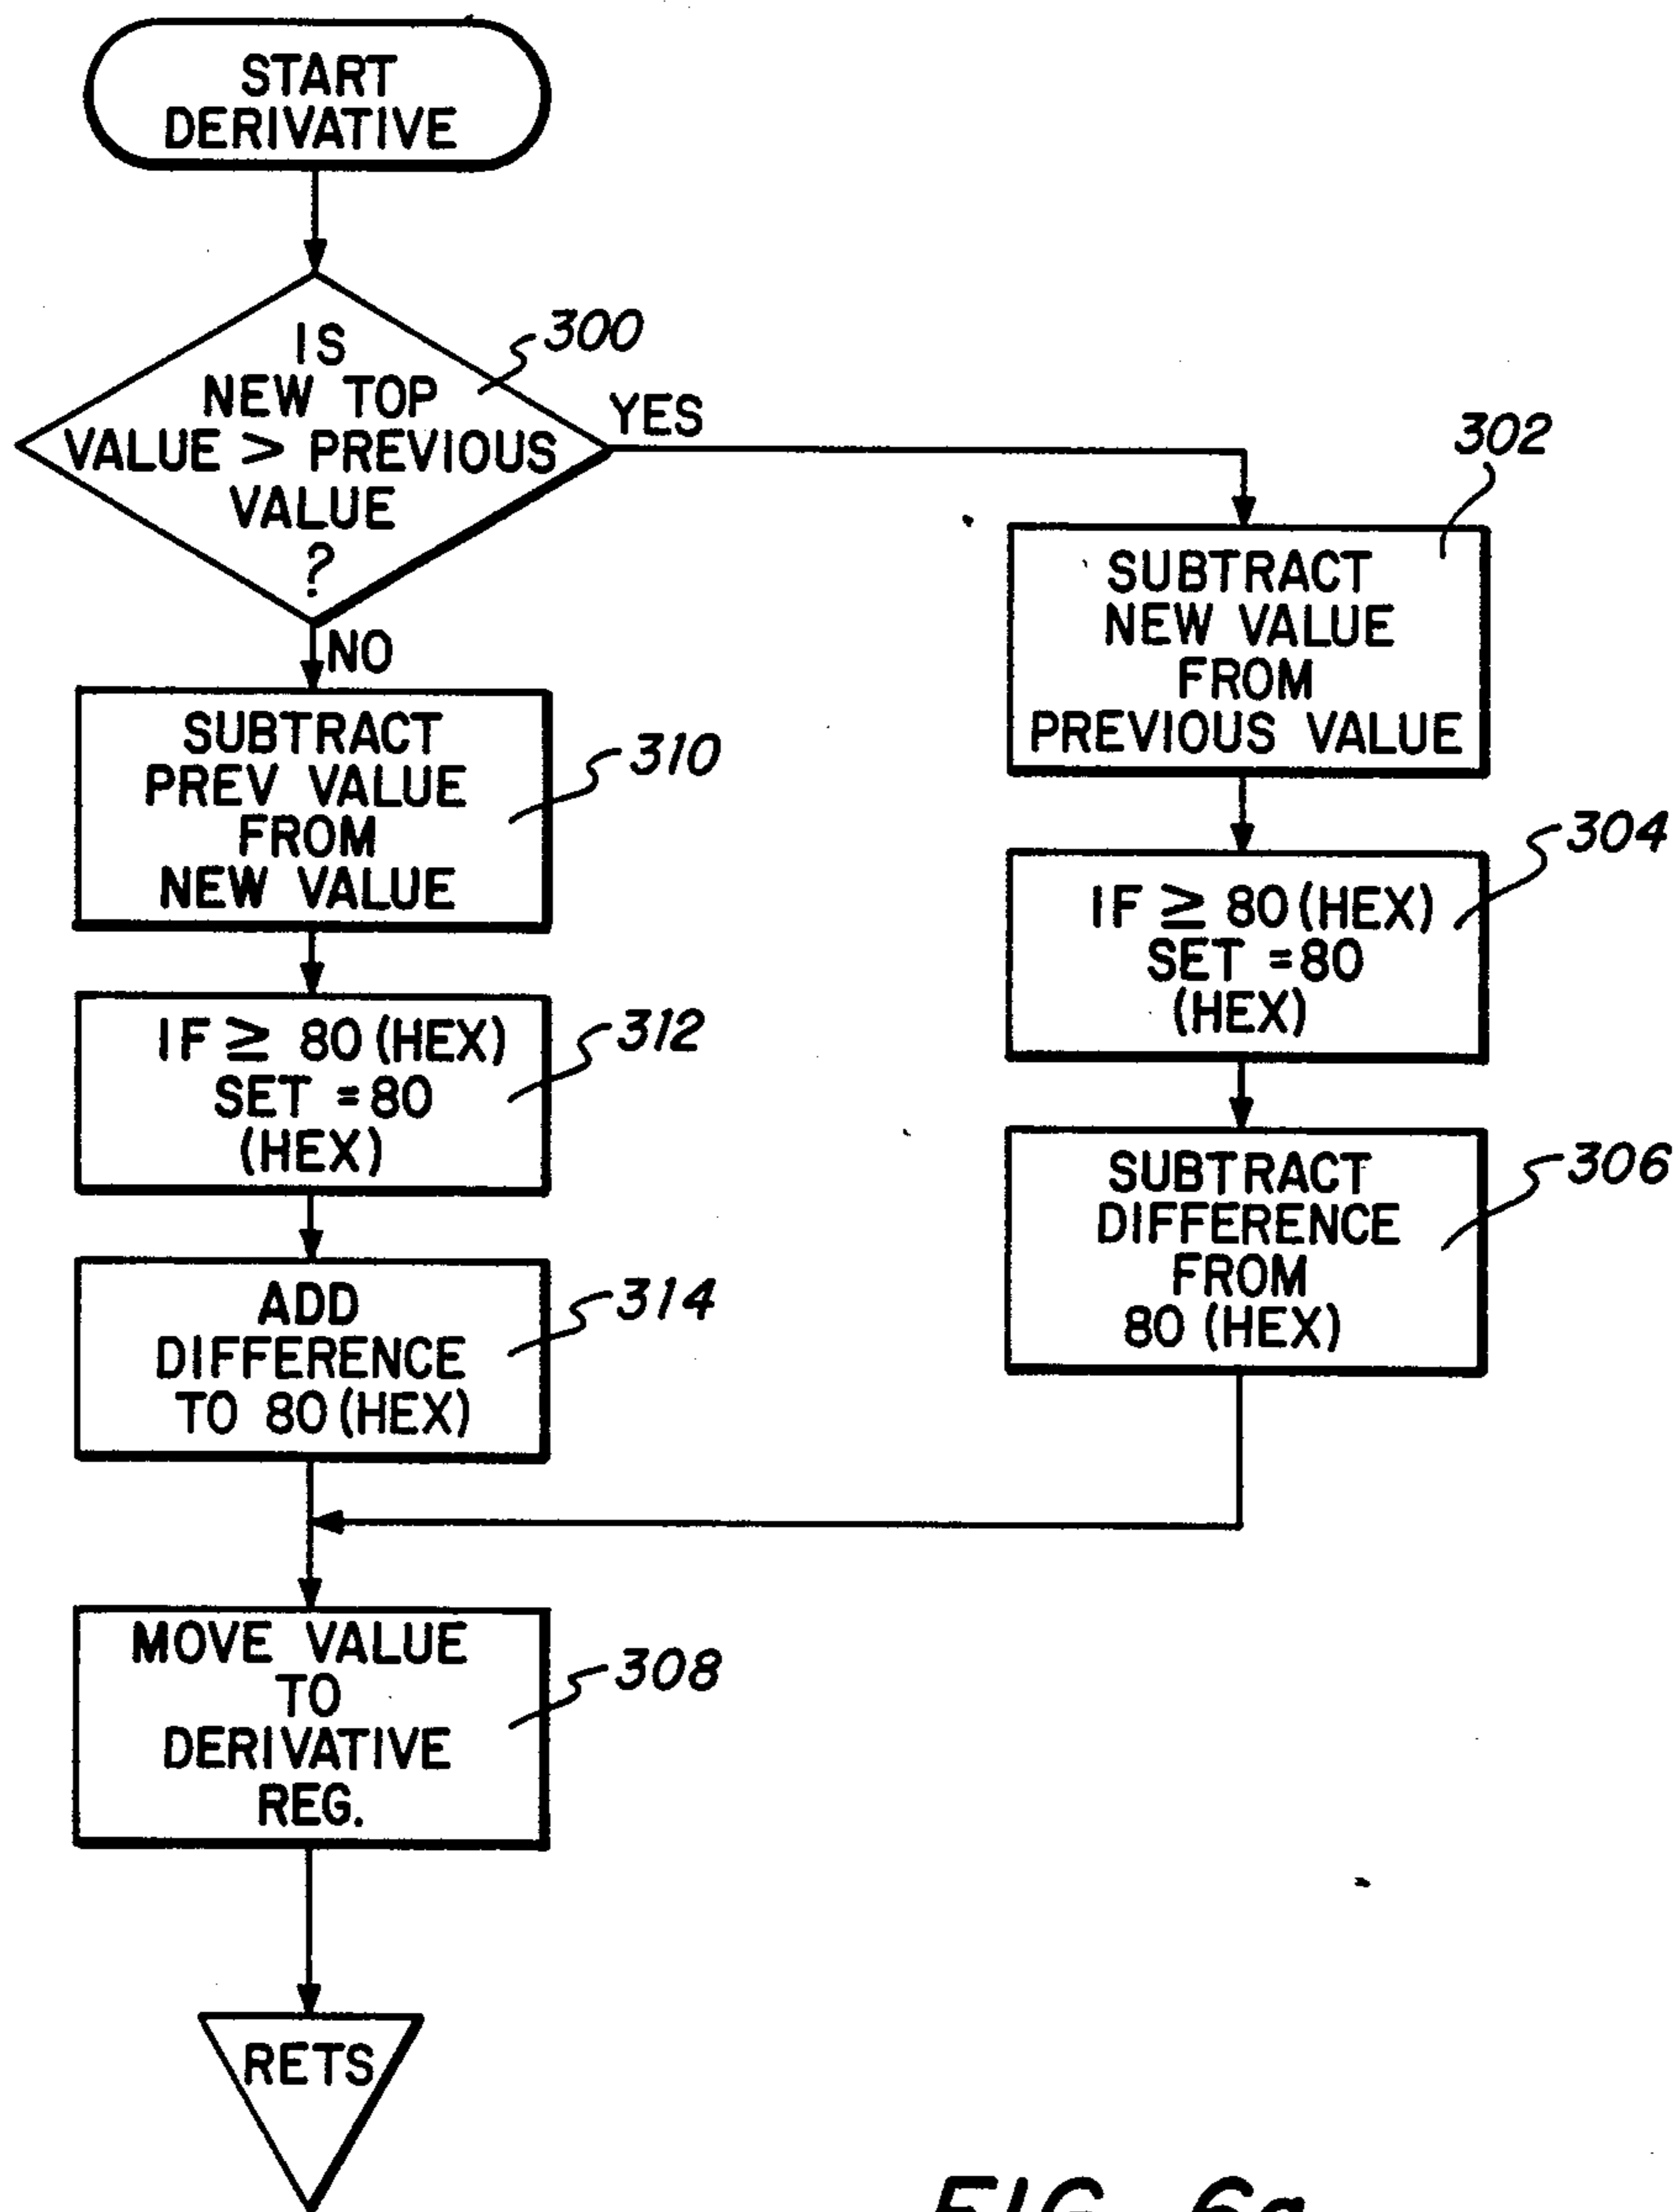 START
DERIVATIVE
IS
NEW TOP
VALUE > PREVIOUS
VALUE
?
300
YES
NO
302
SUBTRACT
NEW VALUE
FROM
PREVIOUS VALUE
SUBTRACT
PREV VALUE
FROM
NEW VALUE
310
304
IF ≥ 80 (HEX)
SET =80
(HEX)
IF ≥ 80 (HEX)
SET =80
(HEX)
312
306
SUBTRACT
DIFFERENCE
FROM
80 (HEX)
ADD
DIFFERENCE
TO 80 (HEX)
314
MOVE VALUE
TO
DERIVATIVE
REG.
308
RETS
FIG. 6a